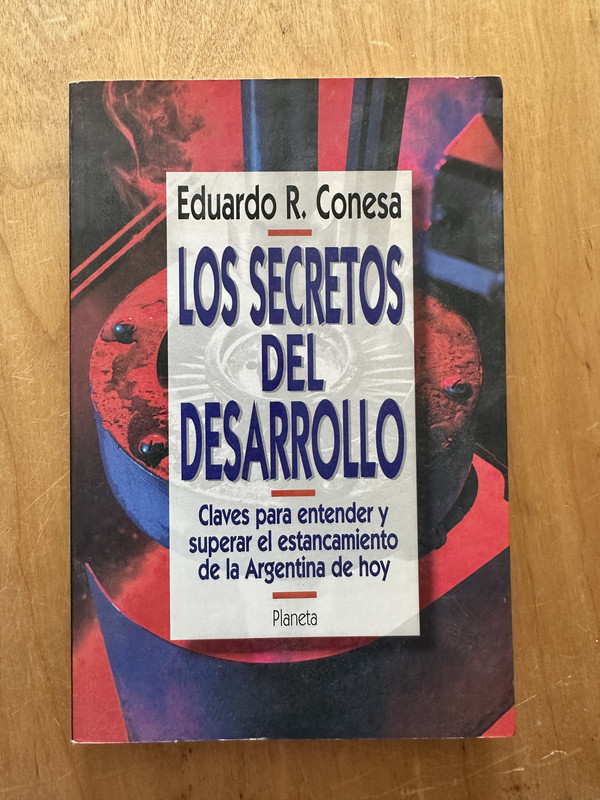 Eduardo R. Conesa
LOS SECRETOS
DEL
DESARROLLO
Claves para entender y
superar el estancamiento
de la Argentina de hoy
Planeta